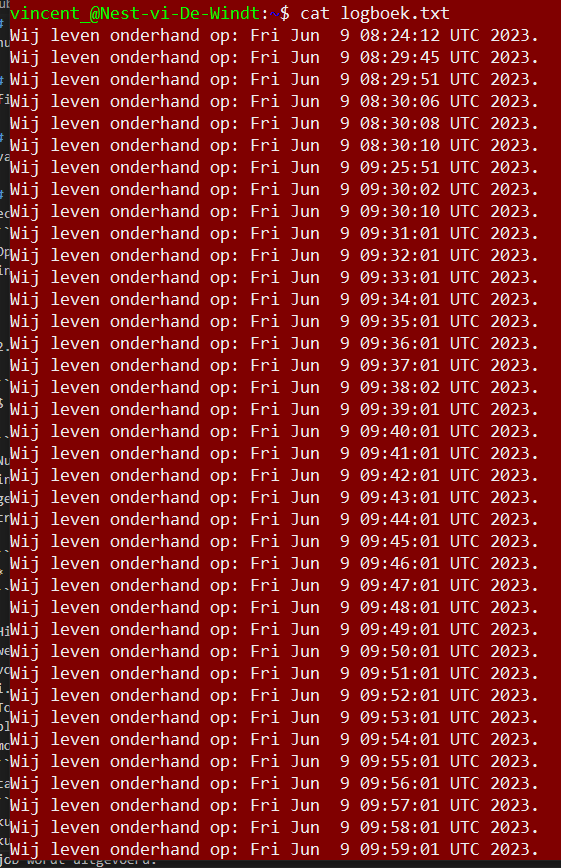 vincent_@Nest-vi-De-Windt:~$ cat logboek.txt
Wij leven onderhand op: Fri Jun  9 08:24:12 UTC 2023.
Wij leven onderhand op: Fri Jun  9 08:29:45 UTC 2023.
Wij leven onderhand op: Fri Jun  9 08:29:51 UTC 2023.
Wij leven onderhand op: Fri Jun  9 08:30:06 UTC 2023.
Wij leven onderhand op: Fri Jun  9 08:30:08 UTC 2023.
Wij leven onderhand op: Fri Jun  9 08:30:10 UTC 2023.
Wij leven onderhand op: Fri Jun  9 09:25:51 UTC 2023.
Wij leven onderhand op: Fri Jun  9 09:30:02 UTC 2023.
Wij leven onderhand op: Fri Jun  9 09:30:10 UTC 2023.
Wij leven onderhand op: Fri Jun  9 09:31:01 UTC 2023.
Wij leven onderhand op: Fri Jun  9 09:32:01 UTC 2023.
Wij leven onderhand op: Fri Jun  9 09:33:01 UTC 2023.
Wij leven onderhand op: Fri Jun  9 09:34:01 UTC 2023.
Wij leven onderhand op: Fri Jun  9 09:35:01 UTC 2023.
Wij leven onderhand op: Fri Jun  9 09:36:01 UTC 2023.
Wij leven onderhand op: Fri Jun  9 09:37:01 UTC 2023.
Wij leven onderhand op: Fri Jun  9 09:38:02 UTC 2023.
Wij leven onderhand op: Fri Jun  9 09:39:01 UTC 2023.
Wij leven onderhand op: Fri Jun  9 09:40:01 UTC 2023.
Wij leven onderhand op: Fri Jun  9 09:41:01 UTC 2023.
Wij leven onderhand op: Fri Jun  9 09:42:01 UTC 2023.
Wij leven onderhand op: Fri Jun  9 09:43:01 UTC 2023.
Wij leven onderhand op: Fri Jun  9 09:44:01 UTC 2023.
Wij leven onderhand op: Fri Jun  9 09:45:01 UTC 2023.
Wij leven onderhand op: Fri Jun  9 09:46:01 UTC 2023.
Wij leven onderhand op: Fri Jun  9 09:47:01 UTC 2023.
Wij leven onderhand op: Fri Jun  9 09:48:01 UTC 2023.
Wij leven onderhand op: Fri Jun  9 09:49:01 UTC 2023.
Wij leven onderhand op: Fri Jun  9 09:50:01 UTC 2023.
Wij leven onderhand op: Fri Jun  9 09:51:01 UTC 2023.
Wij leven onderhand op: Fri Jun  9 09:52:01 UTC 2023.
Wij leven onderhand op: Fri Jun  9 09:53:01 UTC 2023.
Wij leven onderhand op: Fri Jun  9 09:54:01 UTC 2023.
Wij leven onderhand op: Fri Jun  9 09:55:01 UTC 2023.
Wij leven onderhand op: Fri Jun  9 09:56:01 UTC 2023.
Wij leven onderhand op: Fri Jun  9 09:57:01 UTC 2023.
Wij leven onderhand op: Fri Jun  9 09:58:01 UTC 2023.
Wij leven onderhand op: Fri Jun  9 09:59:01 UTC 2023.